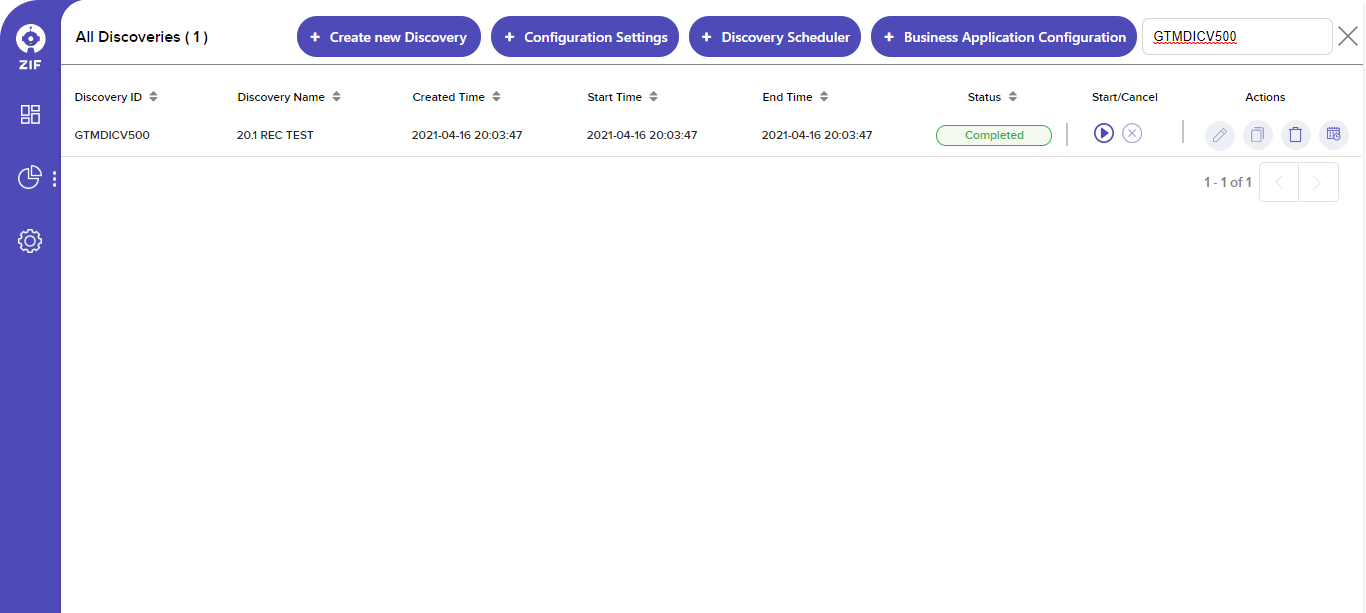 ZIF
All Discoveries ( 1 )
+ Create new Discovery
+ Configuration Settings
+ Discovery Scheduler
+ Business Application Configuration
GTMDICV500
Discovery ID Discovery Name Created Time Start Time End Time Status Start/Cancel Actions
GTMDICV500 20.1 REC TEST 2021-04-16 20:03:47 2021-04-16 20:03:47 2021-04-16 20:03:47 Completed
1 - 1 of 1